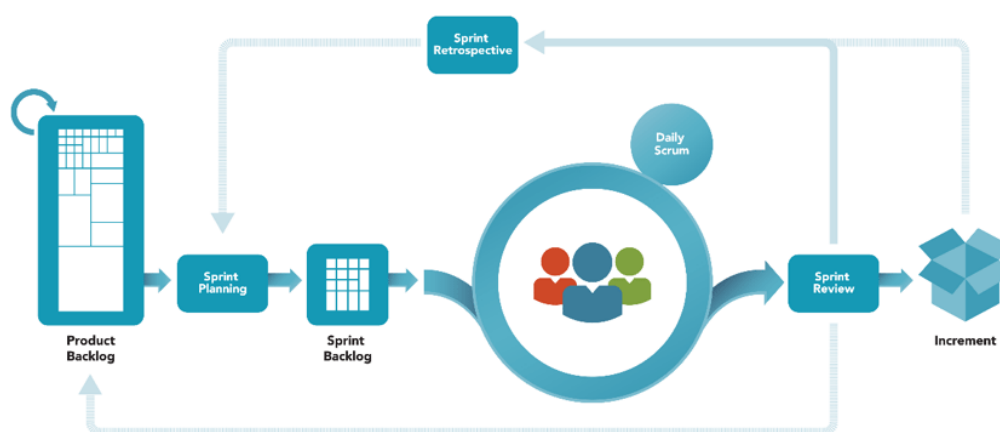 Sprint
Retrospective
Daily
Scrum
Sprint
Planning
Sprint
Review
Product
Backlog
Sprint
Backlog
Increment